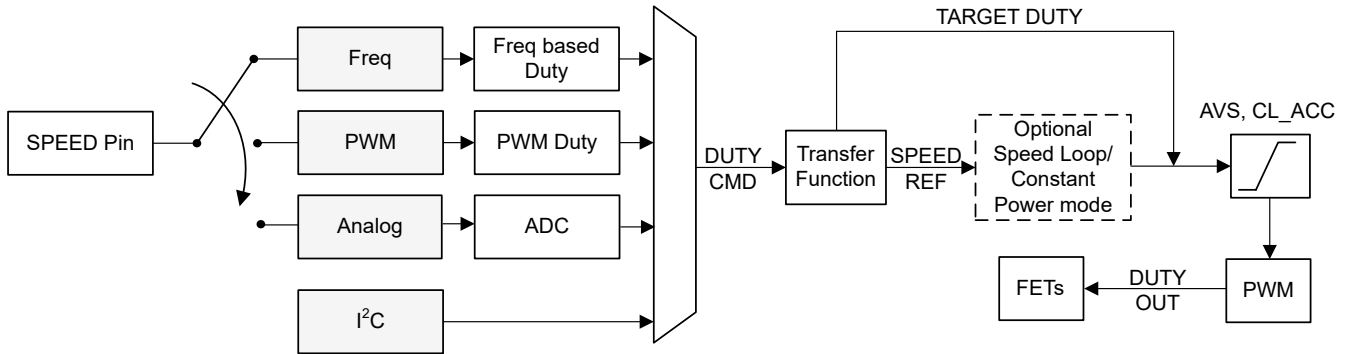 TARGET DUTY
Freq
Freq based
Duty
SPEED Pin
PWM
PWM Duty
Analog
ADC
I²C
DUTY
CMD
Transfer
Function
SPEED
REF
Optional
Speed Loop/
Constant
Power mode
AVS, CL_ACC
PWM
DUTY
OUT
FETs